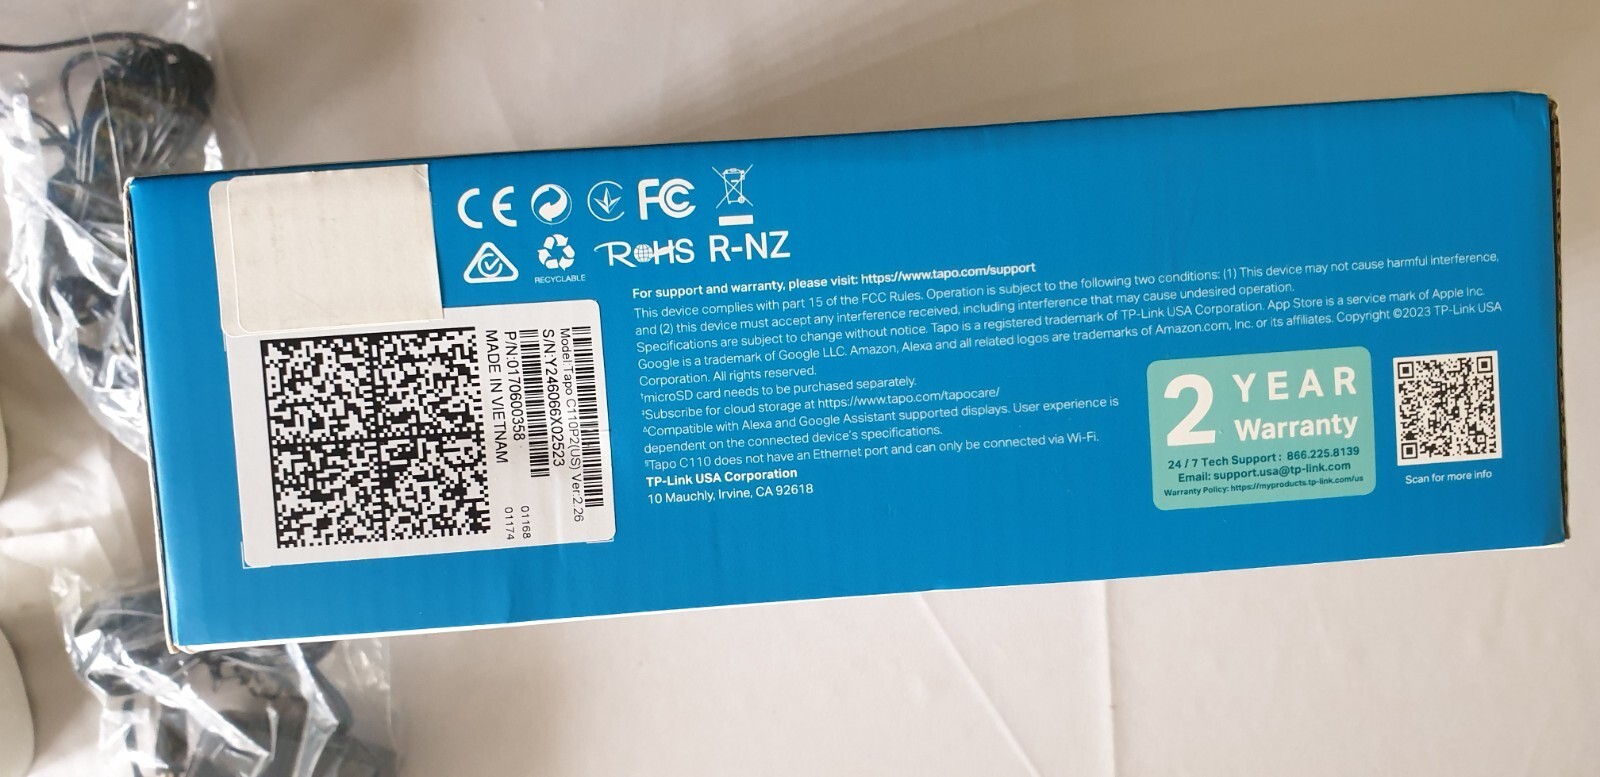 CE FC
RoHS R-NZ
RECYCLABLE
Model:Tapo C110P2(US) Ver:2.26
S/N:Y246066X02523
P/N:0170600358
MADE IN VIETNAM
01168
01174
For support and warranty, please visit: https://www.tapo.com/support
This device complies with part 15 of the FCC Rules. Operation is subject to the following two conditions: (1) This device may not cause harmful interference,
and (2) this device must accept any interference received, including interference that may cause undesired operation.
Specifications are subject to change without notice. Tapo is a registered trademark of TP-Link USA Corporation. App Store is a service mark of Apple Inc.
Google is a trademark of Google LLC. Amazon, Alexa and all related logos are trademarks of Amazon.com, Inc. or its affiliates. Copyright ©2023 TP-Link USA
Corporation. All rights reserved.
†microSD card needs to be purchased separately.
‡Subscribe for cloud storage at https://www.tapo.com/tapocare/
^Compatible with Alexa and Google Assistant supported displays. User experience is
dependent on the connected device's specifications.
§Tapo C110 does not have an Ethernet port and can only be connected via Wi-Fi.
TP-Link USA Corporation
10 Mauchly, Irvine, CA 92618
2 YEAR
Warranty
24 / 7 Tech Support : 866.225.8139
Email: support.usa@tp-link.com
Warranty Policy: https://myproducts.tp-link.com/us
Scan for more info